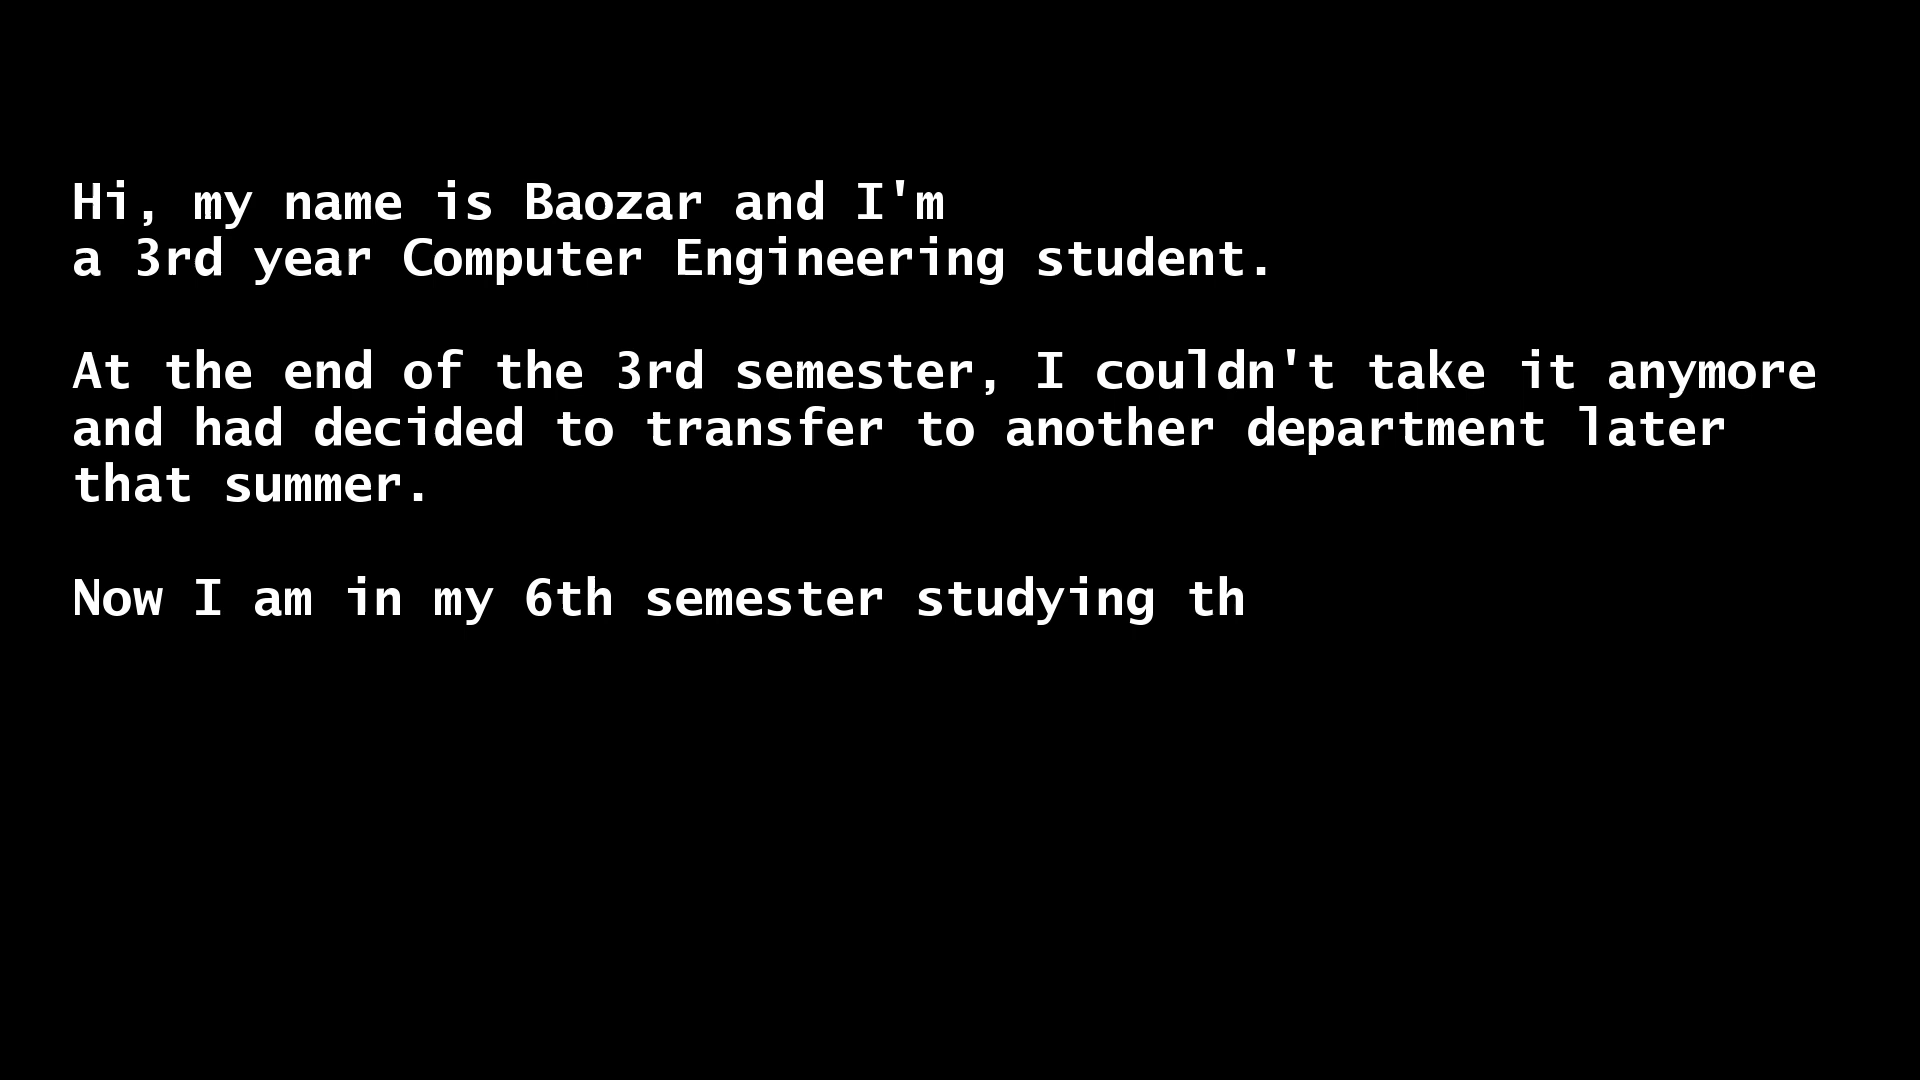 Hi, my name is Baozar and I'm
a 3rd year Computer Engineering student.
At the end of the 3rd semester, I couldn't take it anymore
and had decided to transfer to another department later
that summer.
Now I am in my 6th semester studying th